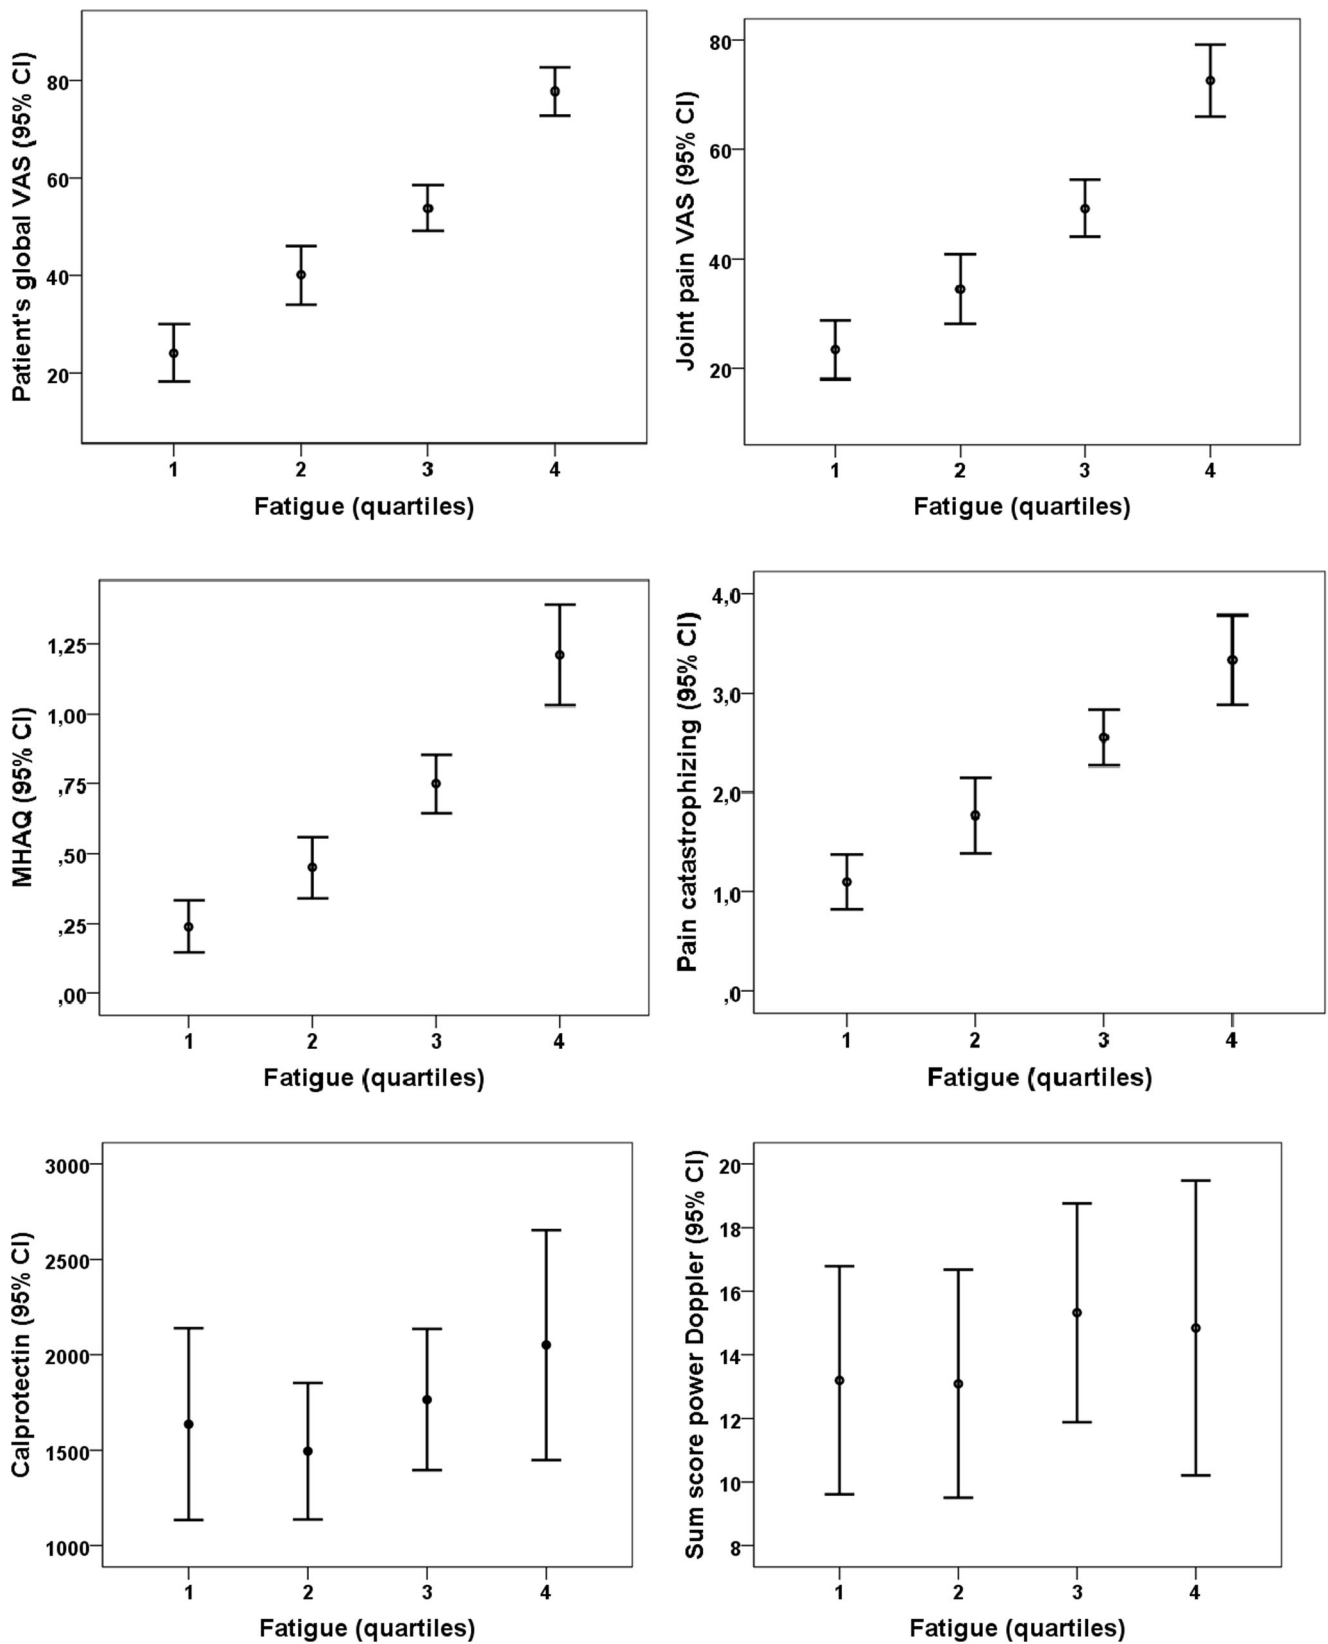 Patient's global VAS (95% CI)
80
60
40
20
1 2 3 4
Fatigue (quartiles)
Joint pain VAS (95% CI)
80
60
40
20
1 2 3 4
Fatigue (quartiles)
MHAQ (95% CI)
1,25
1,00
,75
,50
,25
,00
1 2 3 4
Fatigue (quartiles)
Pain catastrophizing (95% CI)
4,0
3,0
2,0
1,0
,0
1 2 3 4
Fatigue (quartiles)
Calprotectin (95% CI)
3000
2500
2000
1500
1000
1 2 3 4
Fatigue (quartiles)
Sum score power Doppler (95% CI)
20
18
16
14
12
10
8
1 2 3 4
Fatigue (quartiles)